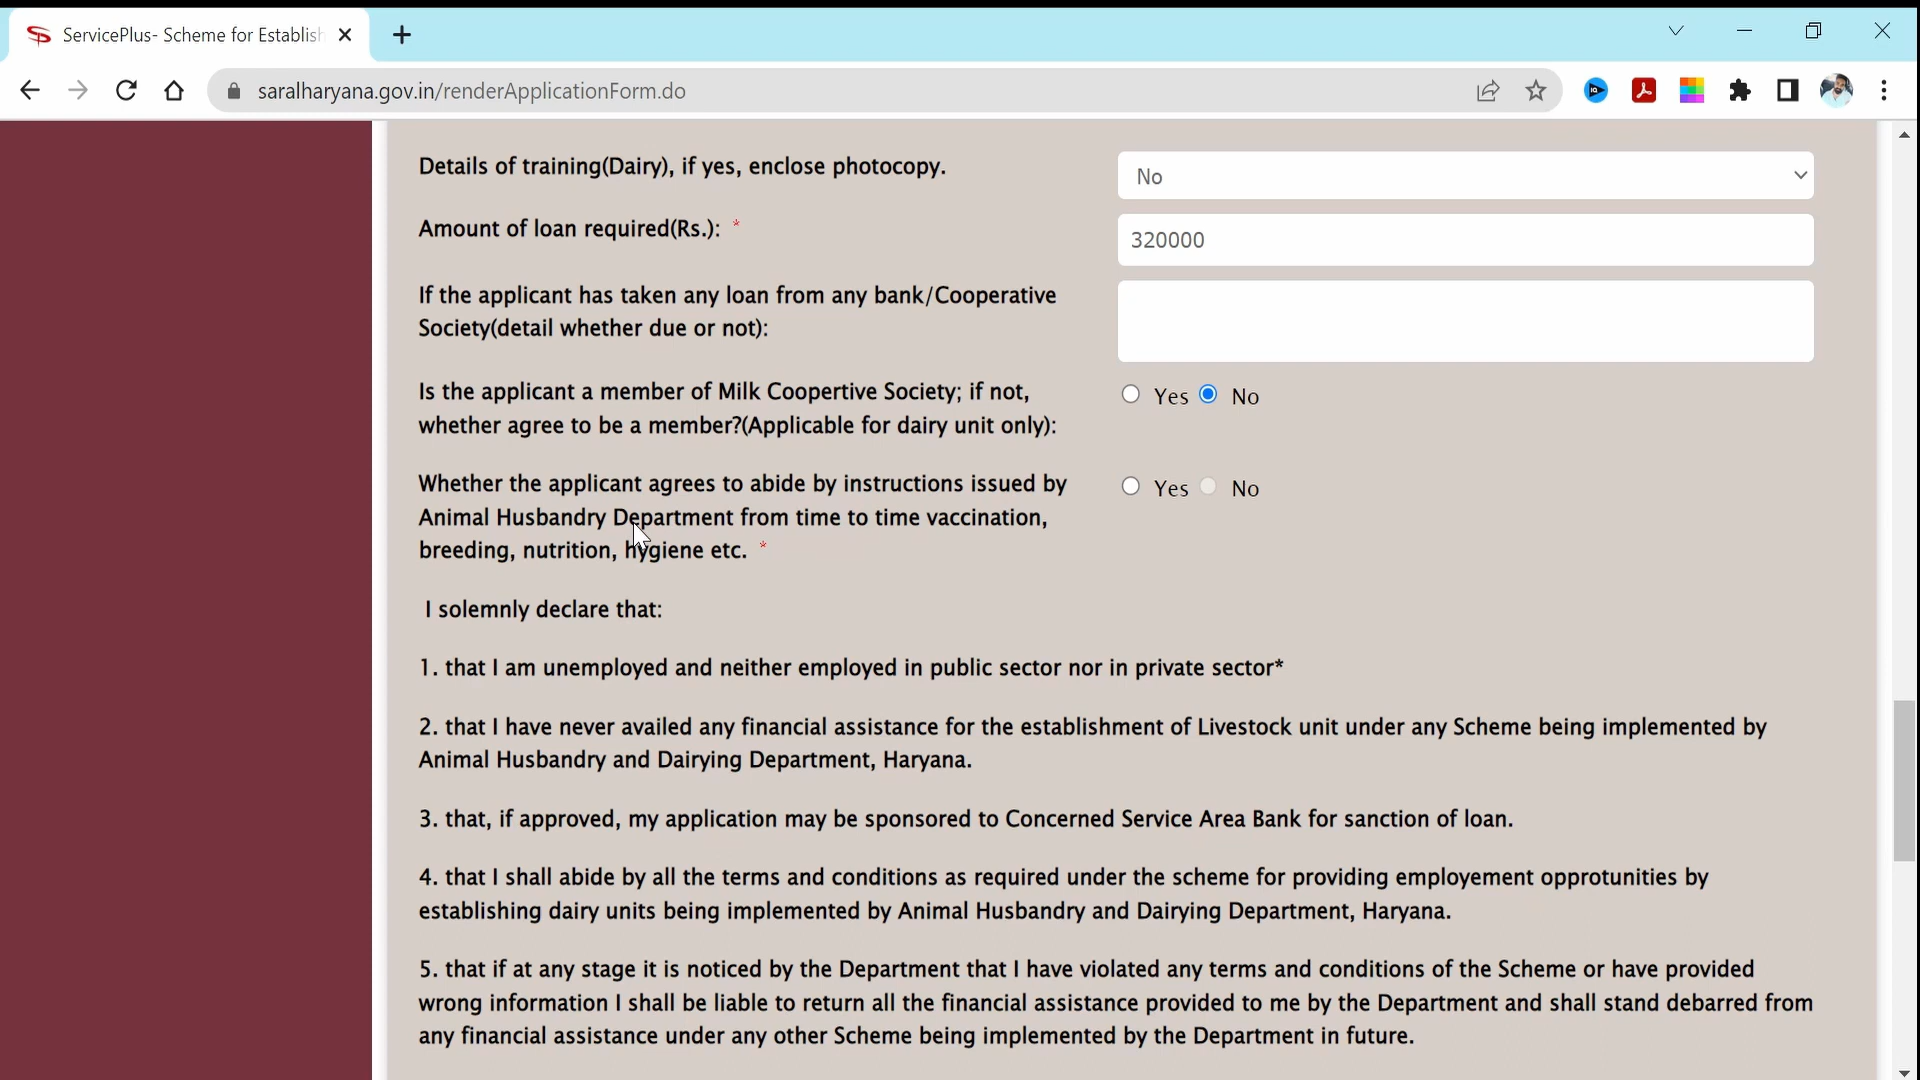 ServicePlus- Scheme for Establish
saralharyana.gov.in/renderApplicationForm.do
Details of training(Dairy), if yes, enclose photocopy.
No
Amount of loan required(Rs.): *
320000
If the applicant has taken any loan from any bank/Cooperative
Society(detail whether due or not):
Is the applicant a member of Milk Coopertive Society; if not,
whether agree to be a member?(Applicable for dairy unit only):
Yes No
Whether the applicant agrees to abide by instructions issued by
Animal Husbandry Department from time to time vaccination,
breeding, nutrition, hygiene etc. *
Yes No
I solemnly declare that:
1. that I am unemployed and neither employed in public sector nor in private sector*
2. that I have never availed any financial assistance for the establishment of Livestock unit under any Scheme being implemented by
Animal Husbandry and Dairying Department, Haryana.
3. that, if approved, my application may be sponsored to Concerned Service Area Bank for sanction of loan.
4. that I shall abide by all the terms and conditions as required under the scheme for providing employement opprotunities by
establishing dairy units being implemented by Animal Husbandry and Dairying Department, Haryana.
5. that if at any stage it is noticed by the Department that I have violated any terms and conditions of the Scheme or have provided
wrong information I shall be liable to return all the financial assistance provided to me by the Department and shall stand debarred from
any financial assistance under any other Scheme being implemented by the Department in future.